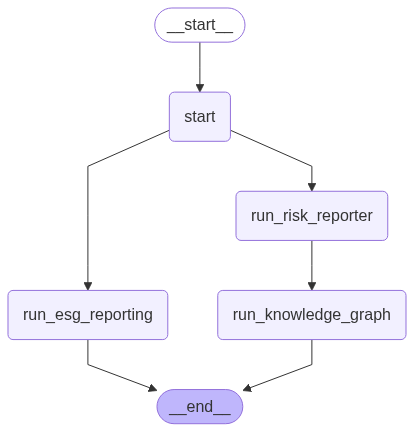 __start__
start
run_risk_reporter
run_esg_reporting
run_knowledge_graph
__end__